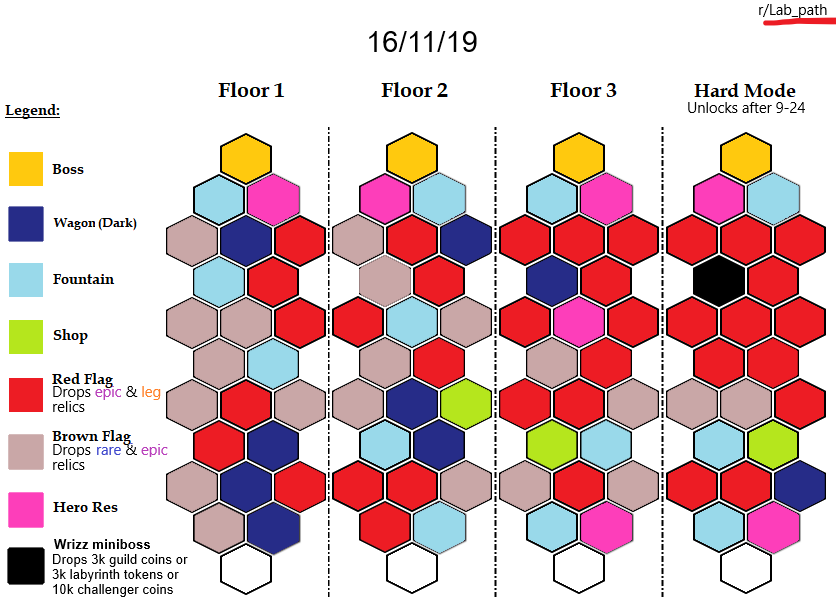 r/Lab_path
16/11/19
Floor 1
Floor 2
Floor 3
Hard Mode
Unlocks after 9-24
Legend:
Boss
Wagon (Dark)
Fountain
Shop
Red Flag
Drops epic & leg
relics
Brown Flag
Drops rare & epic
relics
Hero Res
Wrizz miniboss
Drops 3k guild coins or
3k labyrinth tokens or
10k challenger coins